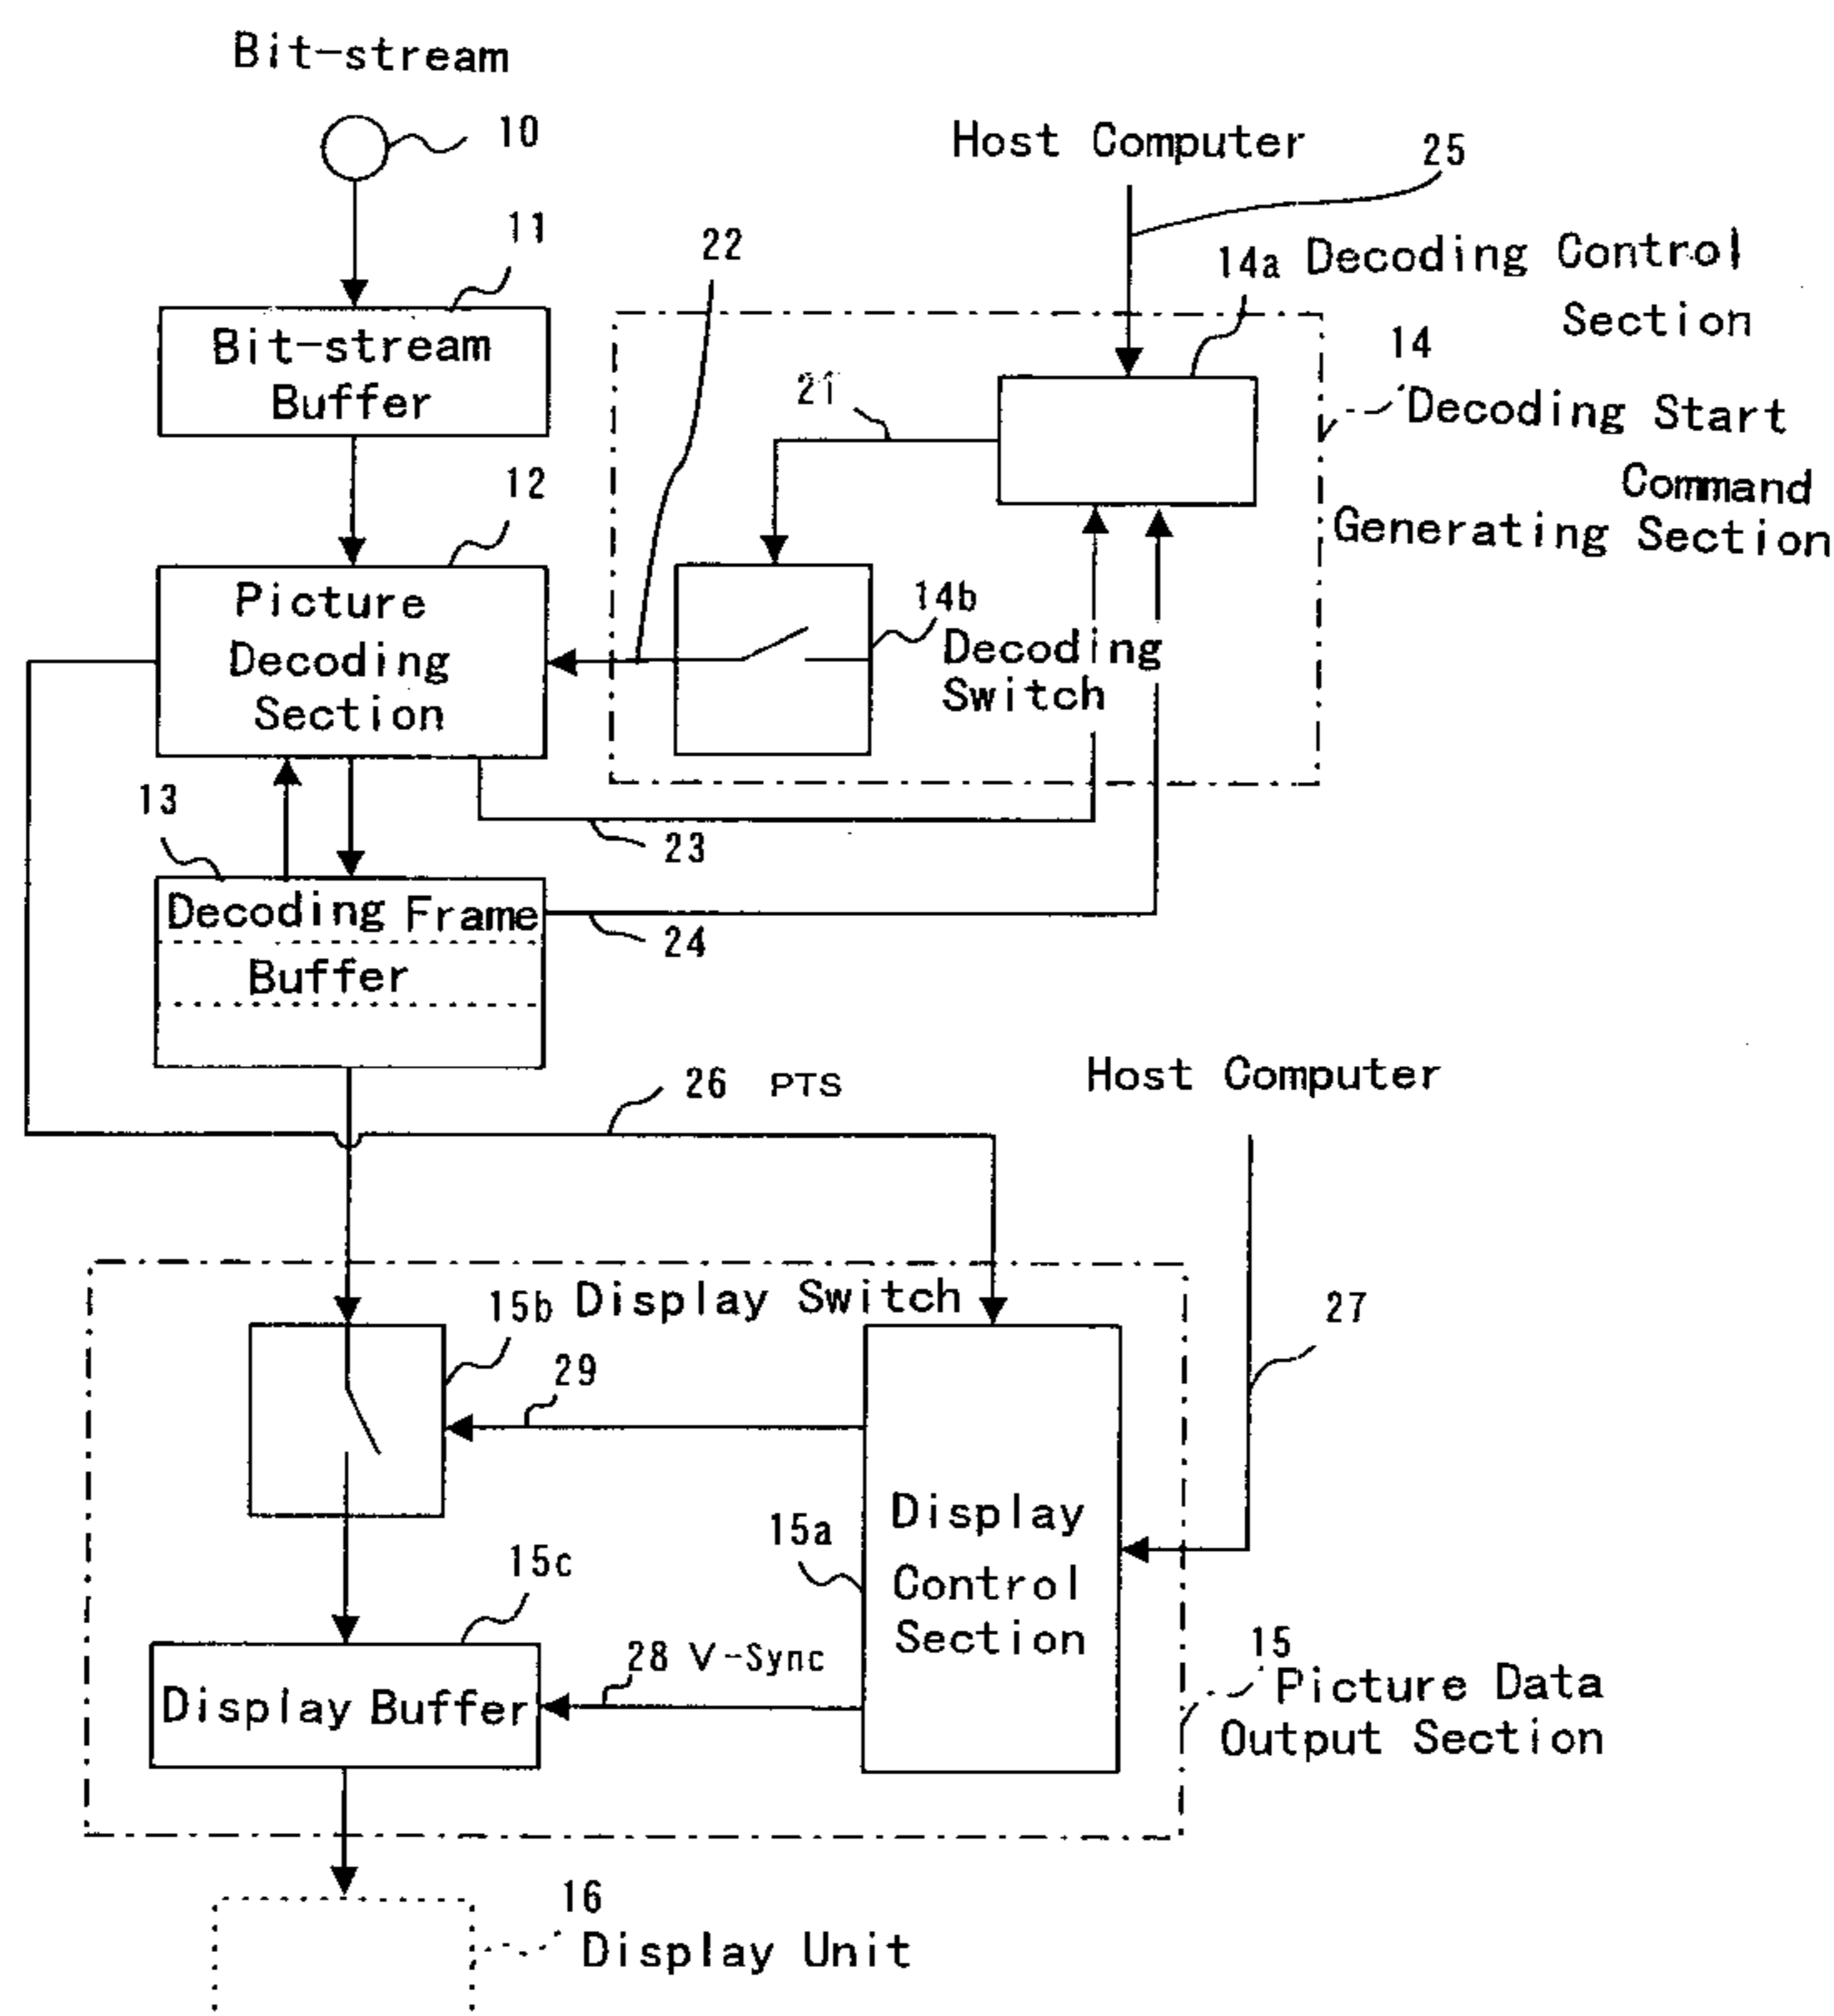 Bit-stream
10
Host Computer
25
11
22
14a Decoding Control
Section
Bit-stream
Buffer
14
21
Decoding Start
Command
Generating Section
12
Picture
Decoding
Section
14b
Decoding
Switch
13
23
Decoding Frame
Buffer
24
26 PTS
Host Computer
15b Display Switch
27
29
Display
Control
Section
15a
15c
28 V-Sync
15
Picture Data
Output Section
Display Buffer
16
Display Unit